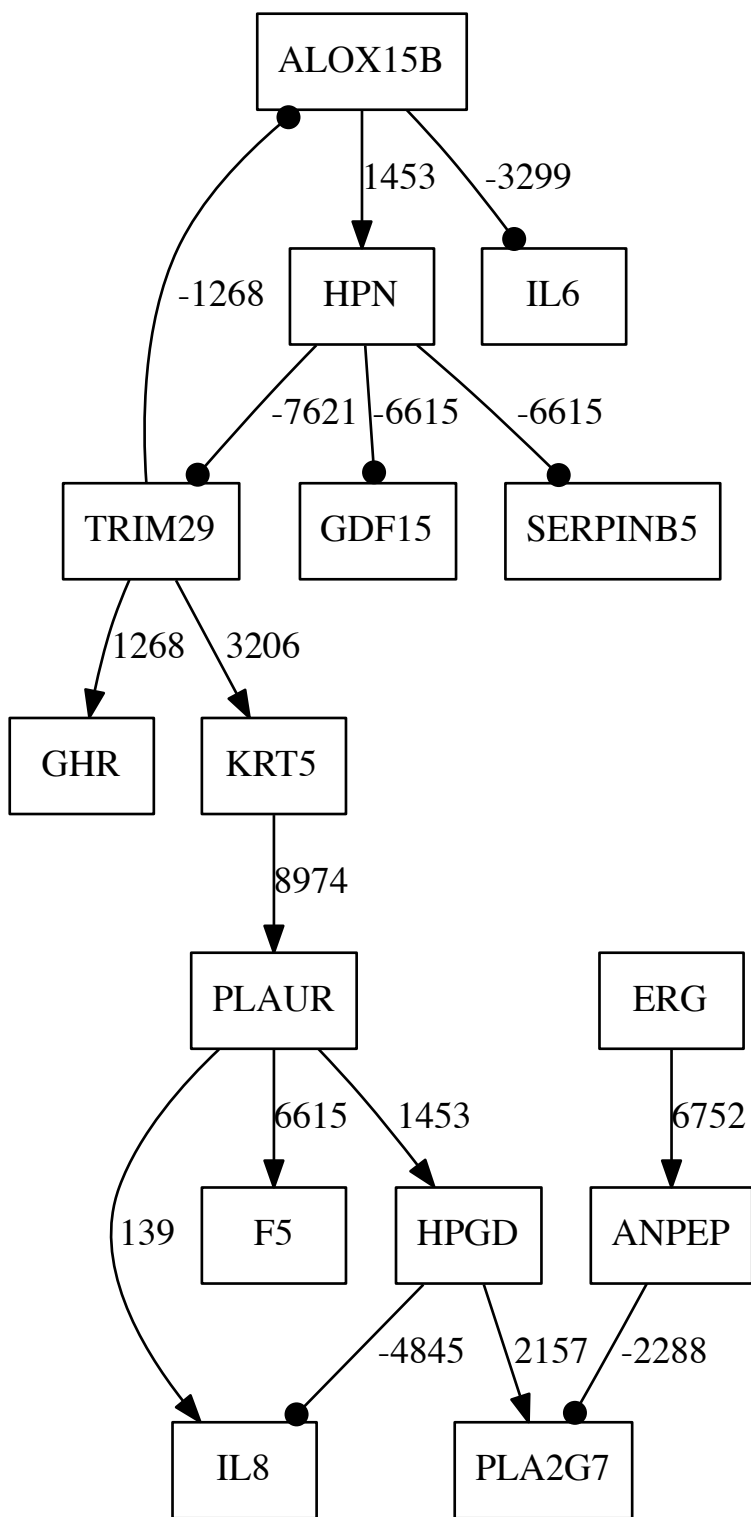 ALOX15B
1453
-3299
-1268
HPN
IL6
-7621
-6615
-6615
TRIM29
GDF15
SERPINB5
1268
3206
GHR
KRT5
8974
PLAUR
ERG
6615
1453
6752
139
F5
HPGD
ANPEP
-4845
2157
-2288
IL8
PLA2G7